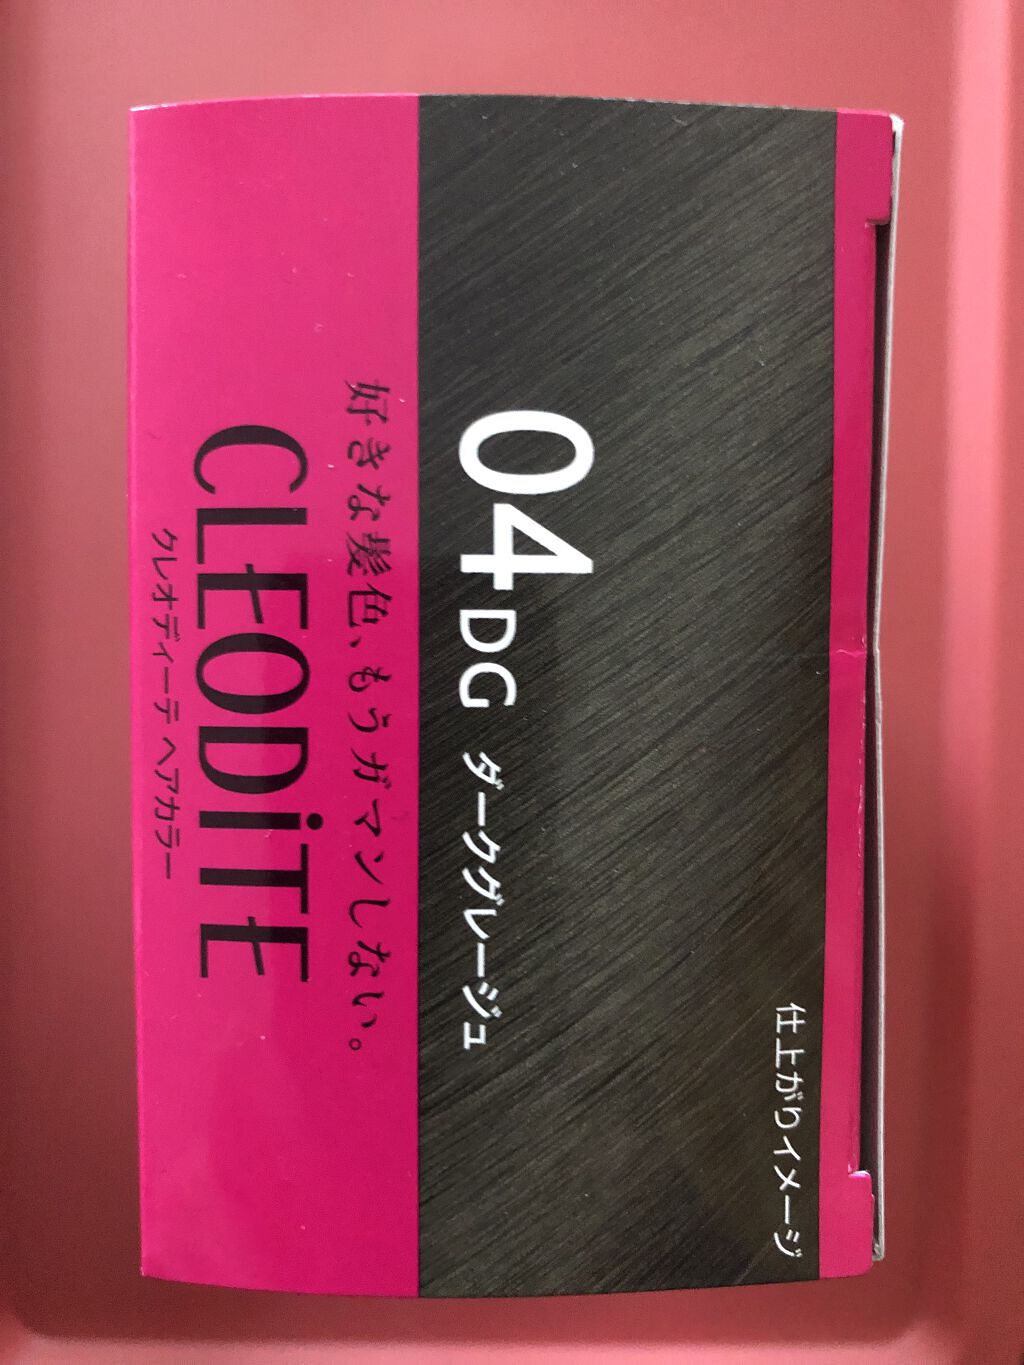 仕上がりイメージ
04DG ダークグレージュ
好きな髪色、もうガマンしない。
CLEODiTE
クレオディーテ ヘアカラー